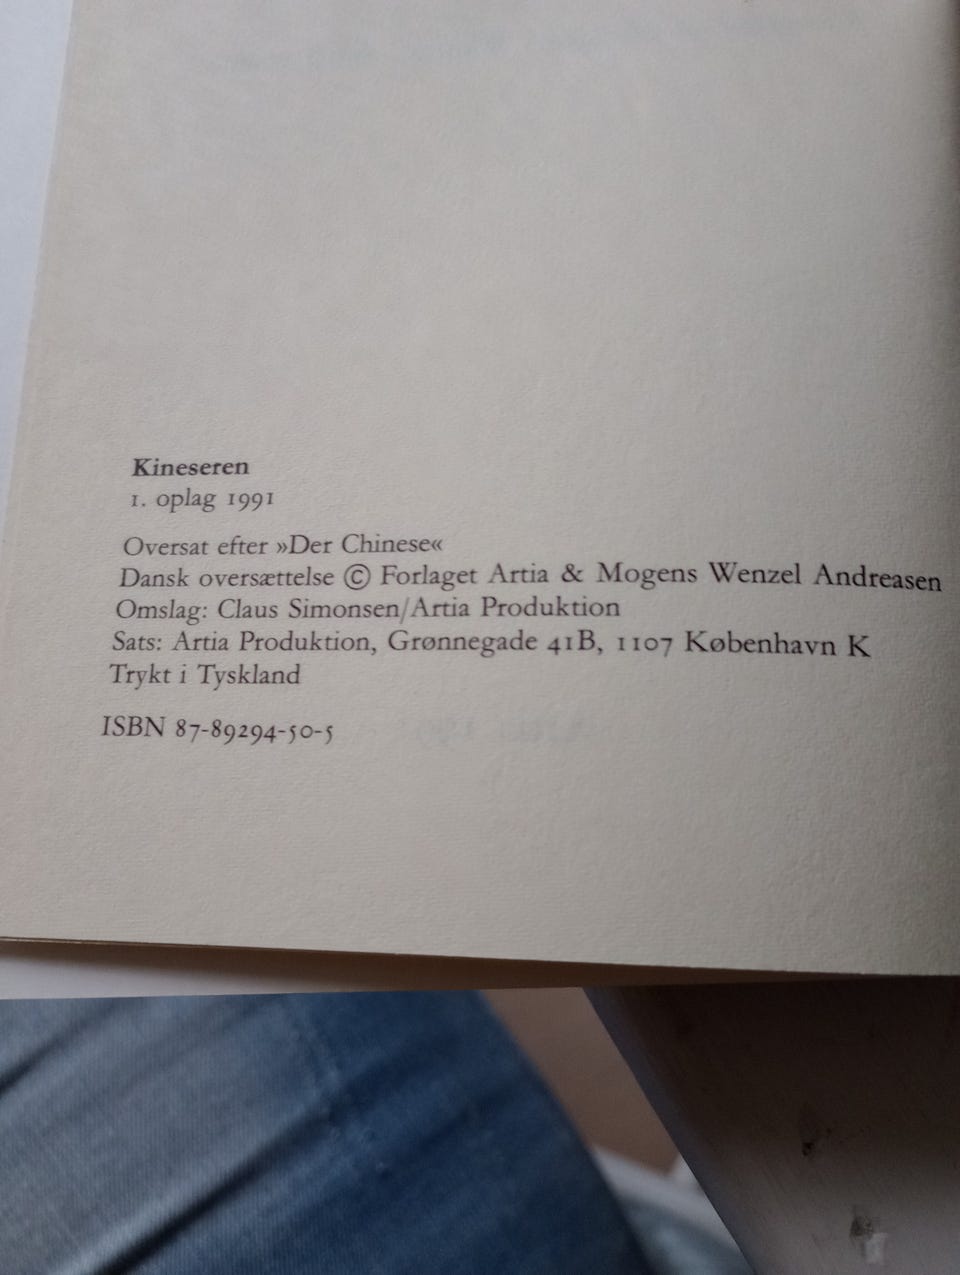 Kineseren
1. oplag 1991
Oversat efter »Der Chinese«
Dansk oversættelse © Forlaget Artia & Mogens Wenzel Andreasen
Omslag: Claus Simonsen/Artia Produktion
Sats: Artia Produktion, Grønnegade 41B, 1107 København K
Trykt i Tyskland
ISBN 87-89294-50-5